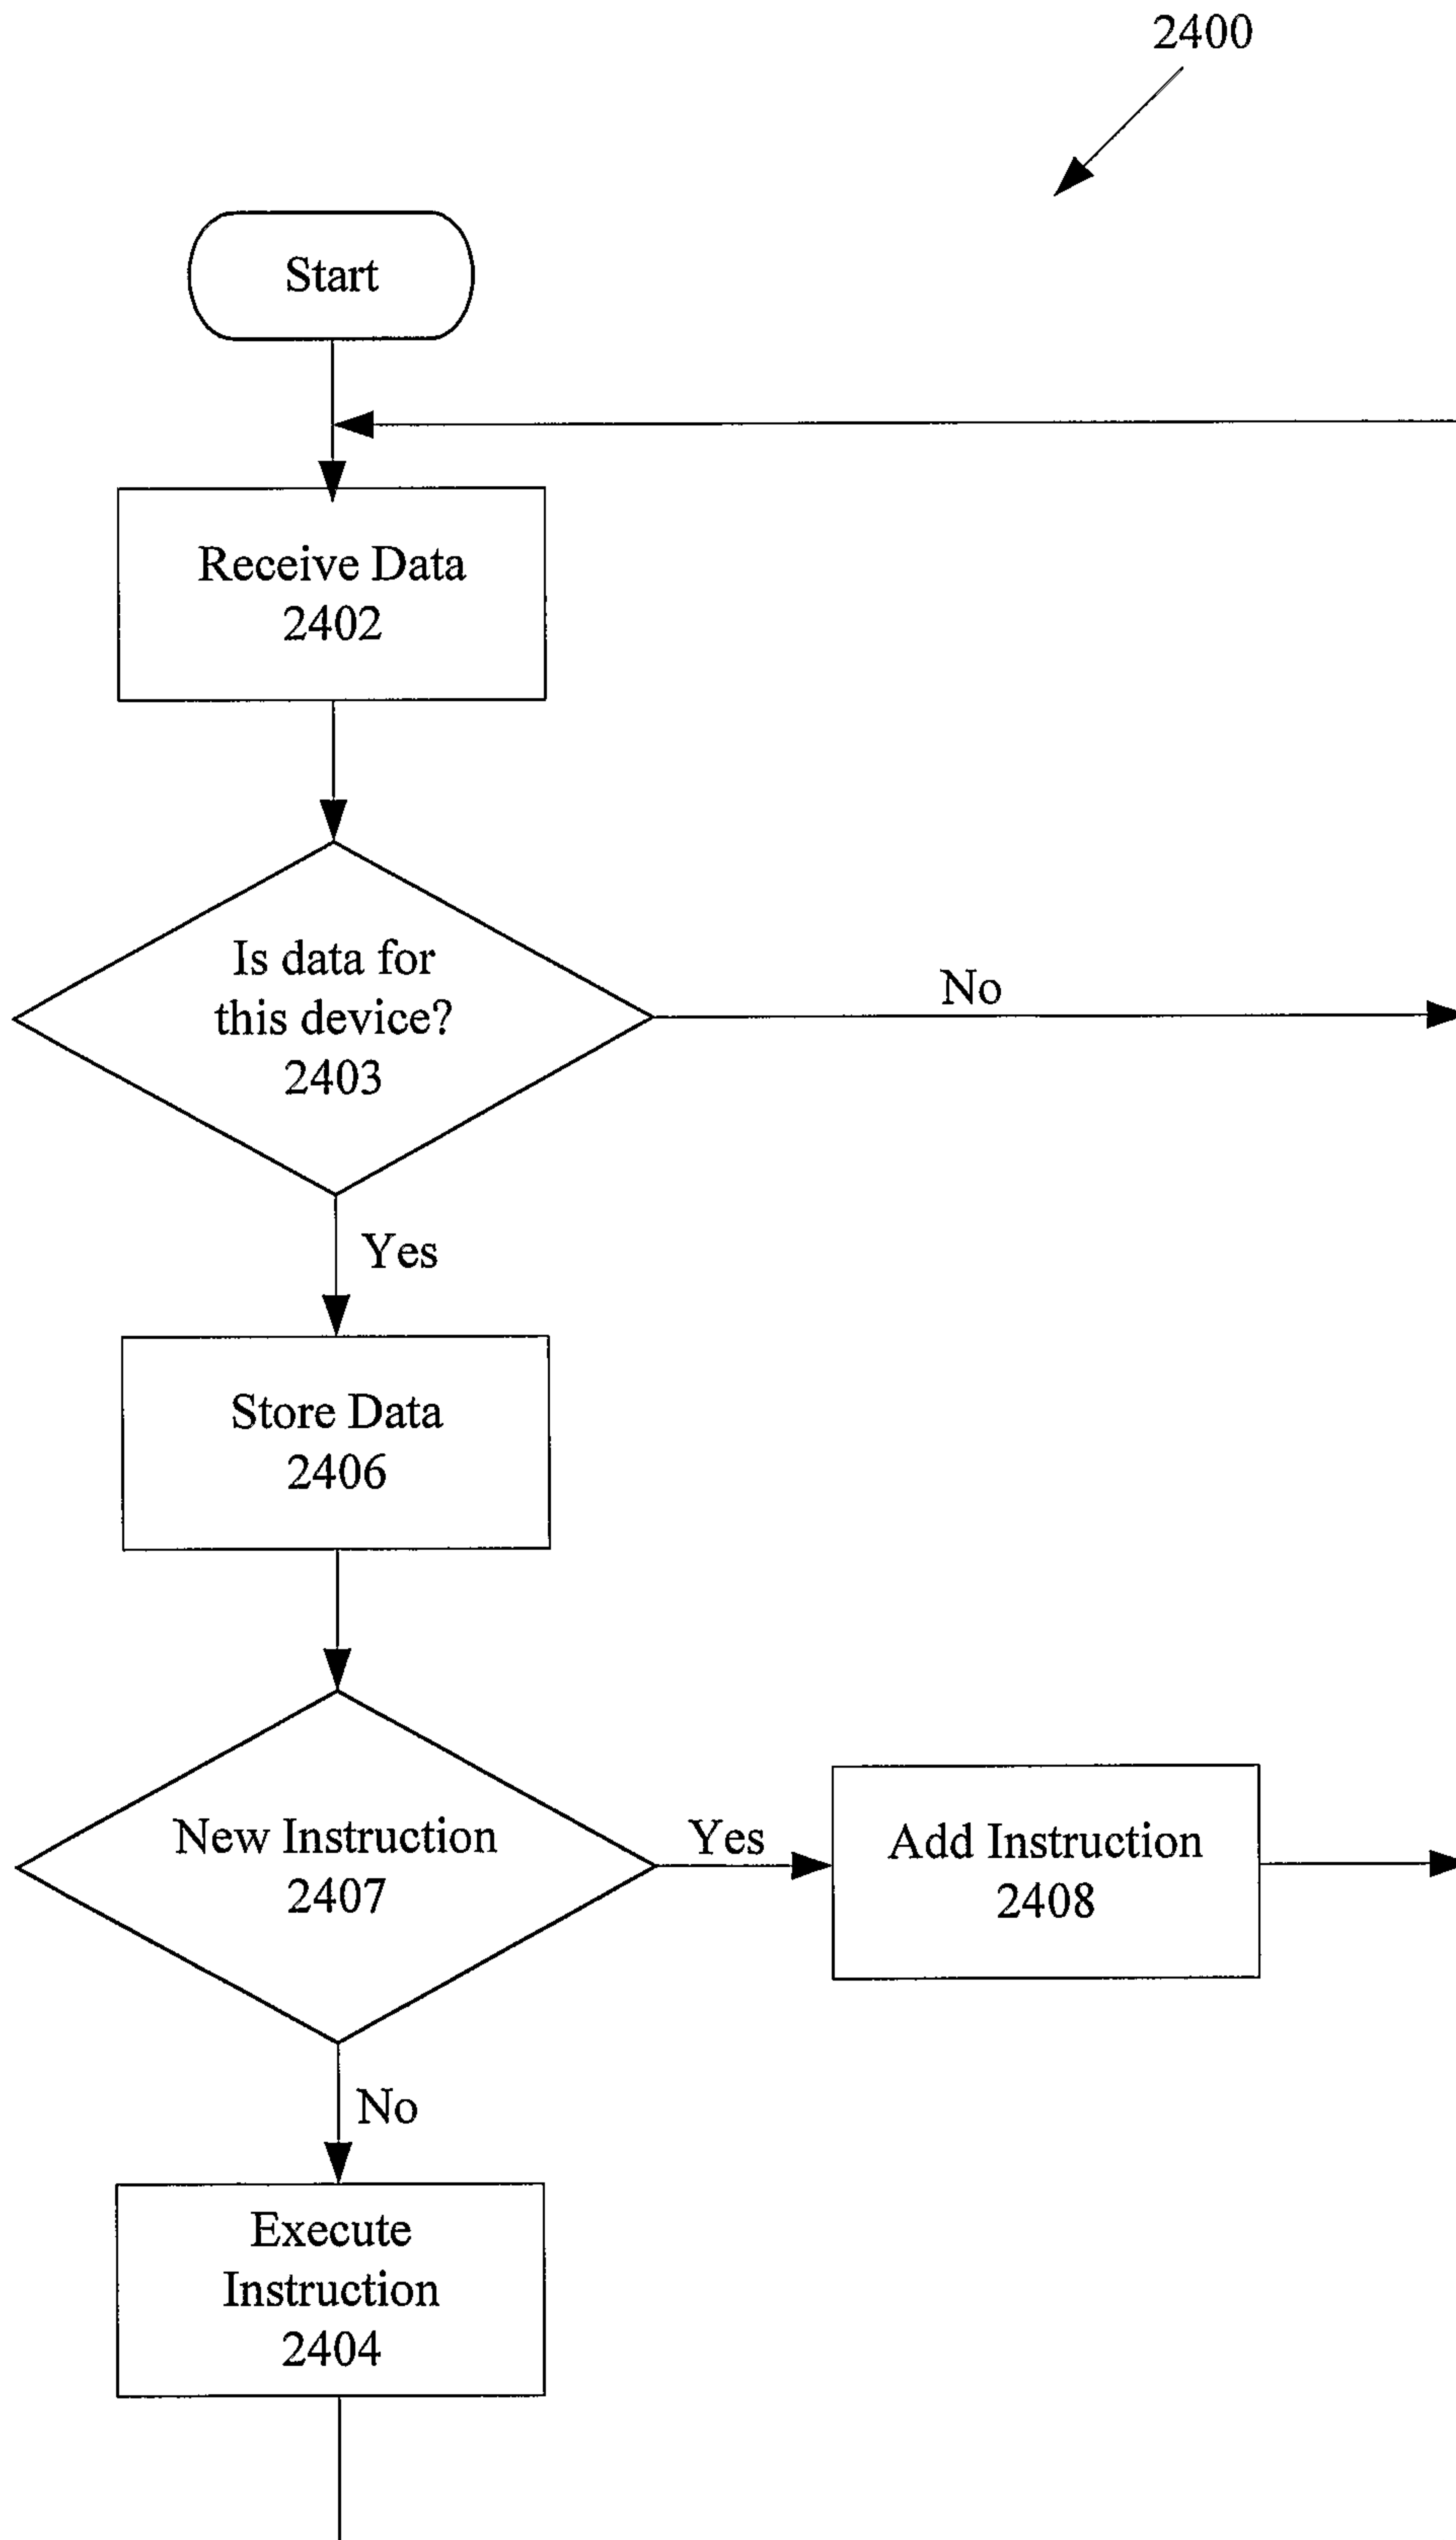 2400
Start
Receive Data
2402
Is data for
this device?
2403
No
Yes
Store Data
2406
New Instruction
2407
Yes
Add Instruction
2408
No
Execute
Instruction
2404